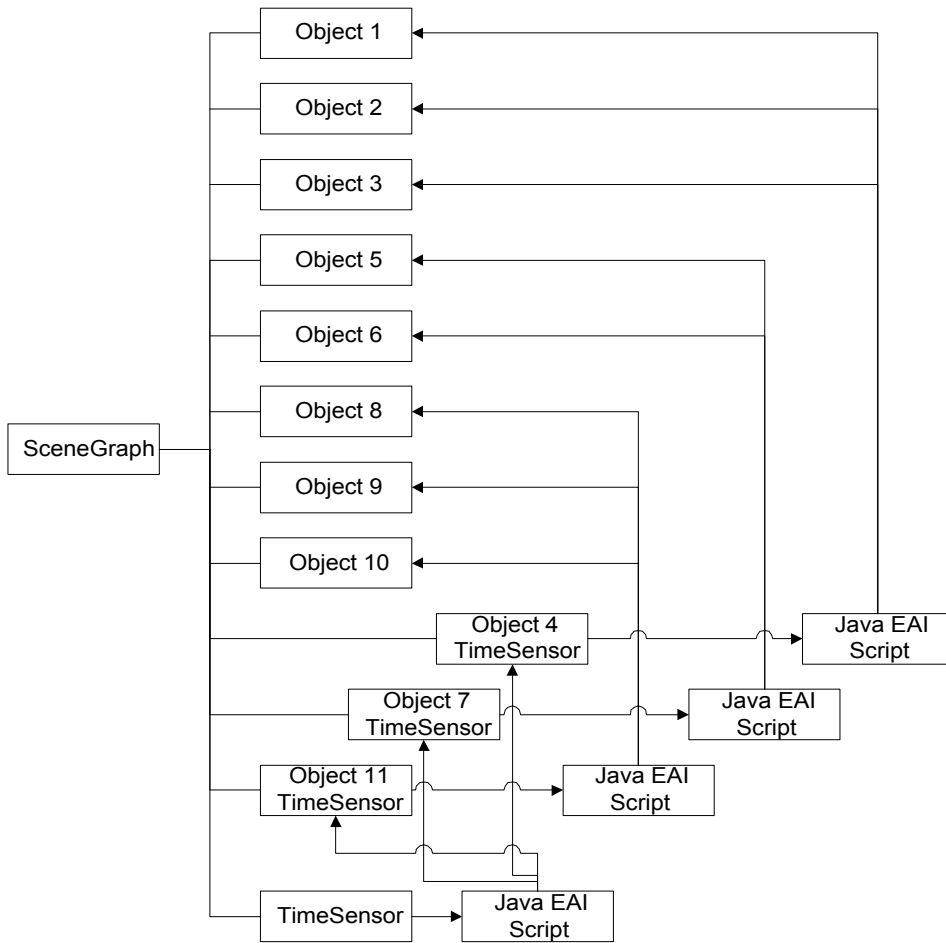 Object 1
Object 2
Object 3
Object 5
Object 6
Object 8
SceneGraph
Object 9
Object 10
Object 4
TimeSensor
Java EAI
Script
Object 7
TimeSensor
Java EAI
Script
Object 11
TimeSensor
Java EAI
Script
TimeSensor
Java EAI
Script